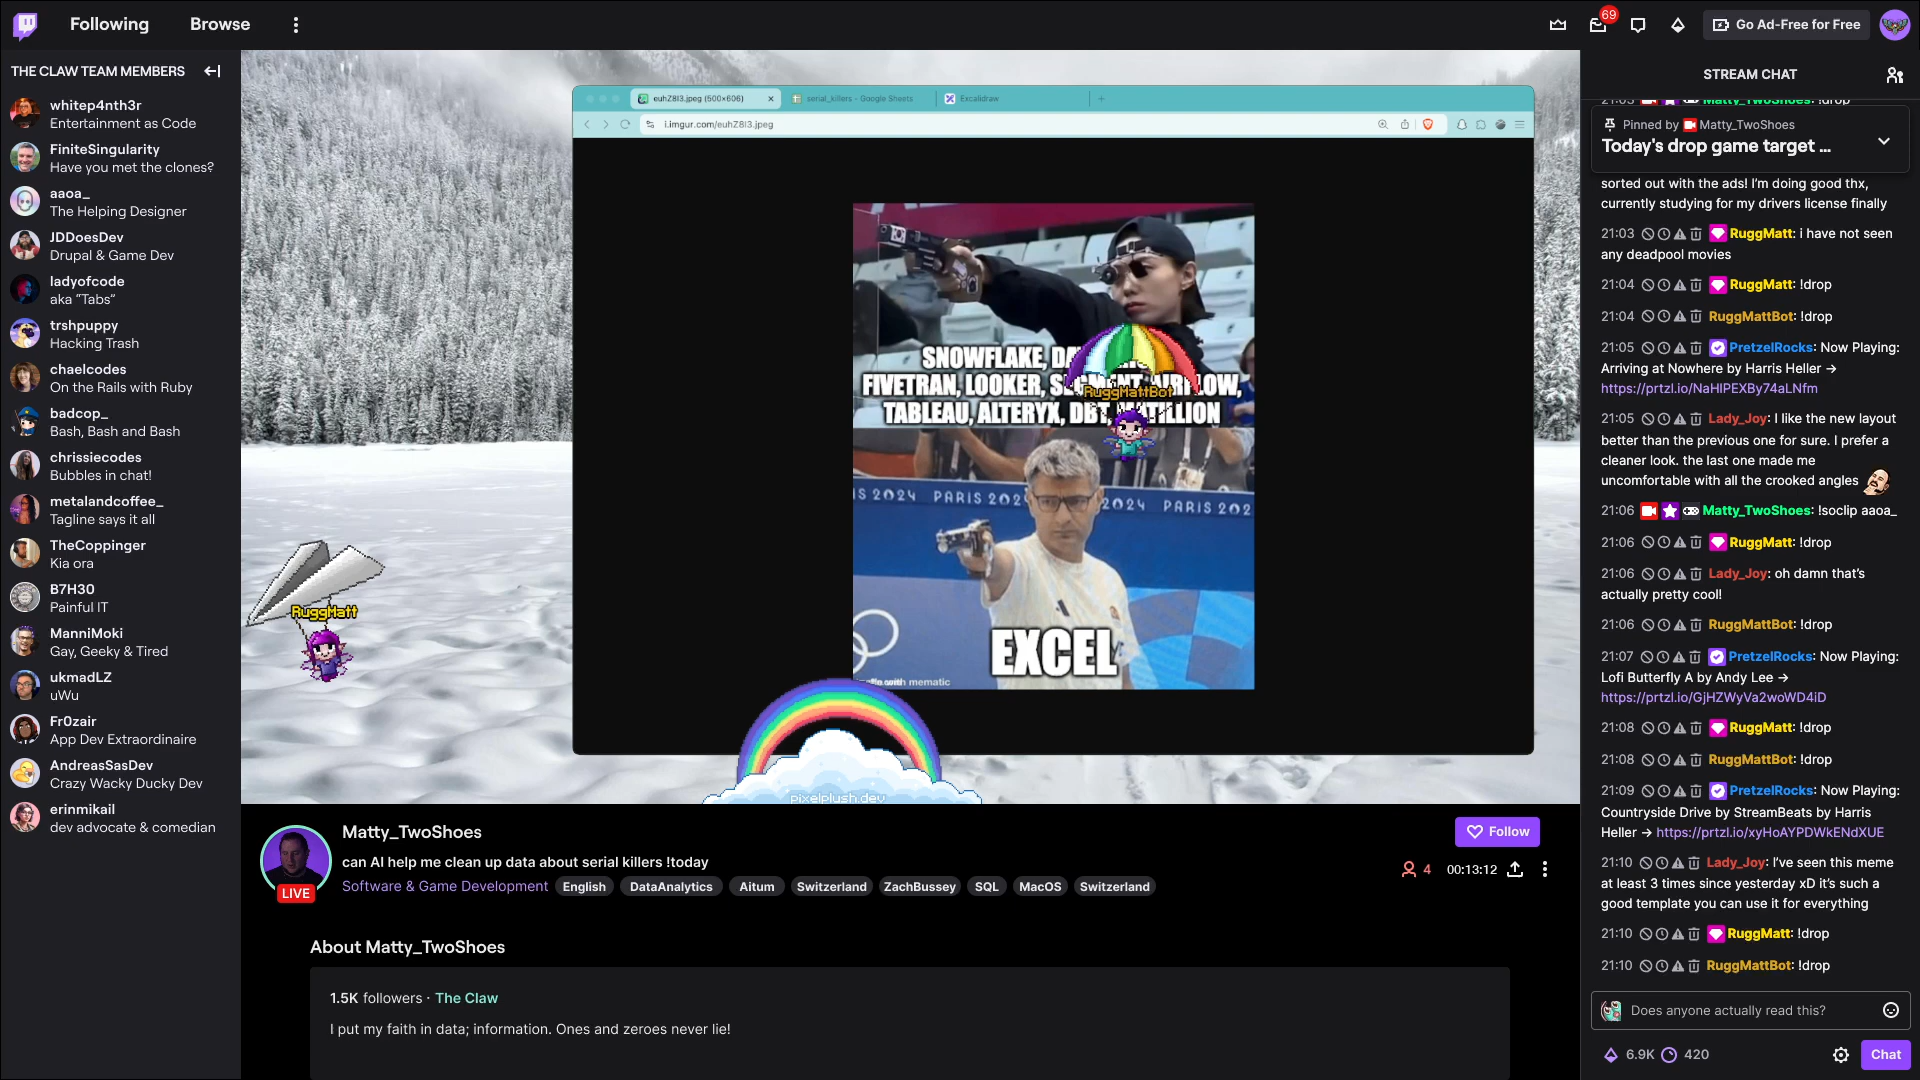 Following
Browse
69
Go Ad-Free for Free
THE CLAW TEAM MEMBERS
whitep4nth3r
Entertainment as Code
FiniteSingularity
Have you met the clones?
aaoa_
The Helping Designer
JDDoesDev
Drupal & Game Dev
ladyofcode
aka “Tabs”
trshpuppy
Hacking Trash
chaelcodes
On the Rails with Ruby
badcop_
Bash, Bash and Bash
chrissiecodes
Bubbles in chat!
metalandcoffee_
Tagline says it all
TheCoppinger
Kia ora
B7H30
Painful IT
ManniMoki
Gay, Geeky & Tired
ukmadLZ
uWu
Fr0zair
App Dev Extraordinaire
AndreasSasDev
Crazy Wacky Ducky Dev
erinmikail
dev advocate & comedian
euhZ8I3.jpeg (500×606)
serial_killers - Google Sheets
Excalidraw
i.imgur.com/euhZ8I3.jpeg
SNOWFLAKE,
FIVETRAN, LOOKER,
TABLEAU, ALTERYX, DBT,
RuggMattBot
PARIS 202
2024 PARIS 202
EXCEL
with mematic
RuggMatt
pixelplush.dev
LIVE
Matty_TwoShoes
can AI help me clean up data about serial killers !today
Software & Game Development English DataAnalytics Aitum Switzerland ZachBussey SQL MacOS Switzerland
Follow
4 00:13:12
About Matty_TwoShoes
1.5K followers · The Claw
I put my faith in data; information. Ones and zeroes never lie!
STREAM CHAT
21:03 Matty_TwoShoes: !drop
Pinned by Matty_TwoShoes
Today's drop game target ...
sorted out with the ads! I'm doing good thx,
currently studying for my drivers license finally
21:03 RuggMatt: i have not seen
any deadpool movies
21:04 RuggMatt: !drop
21:04 RuggMattBot: !drop
21:05 PretzelRocks: Now Playing:
Arriving at Nowhere by Harris Heller ->
https://prtzl.io/NaHlPEXBy74aLNfm
21:05 Lady_Joy: I like the new layout
better than the previous one for sure. I prefer a
cleaner look. the last one made me
uncomfortable with all the crooked angles
21:06 Matty_TwoShoes: !soclip aaoa_
21:06 RuggMatt: !drop
21:06 Lady_Joy: oh damn that's
actually pretty cool!
21:06 RuggMattBot: !drop
21:07 PretzelRocks: Now Playing:
Lofi Butterfly A by Andy Lee ->
https://prtzl.io/GjHZWyVa2woWD4iD
21:08 RuggMatt: !drop
21:08 RuggMattBot: !drop
21:09 PretzelRocks: Now Playing:
Countryside Drive by StreamBeats by Harris
Heller -> https://prtzl.io/xyHoAYPDWkENdXUE
21:10 Lady_Joy: I've seen this meme
at least 3 times since yesterday xD it's such a
good template you can use it for everything
21:10 RuggMatt: !drop
21:10 RuggMattBot: !drop
Does anyone actually read this?
6.9K 420
Chat